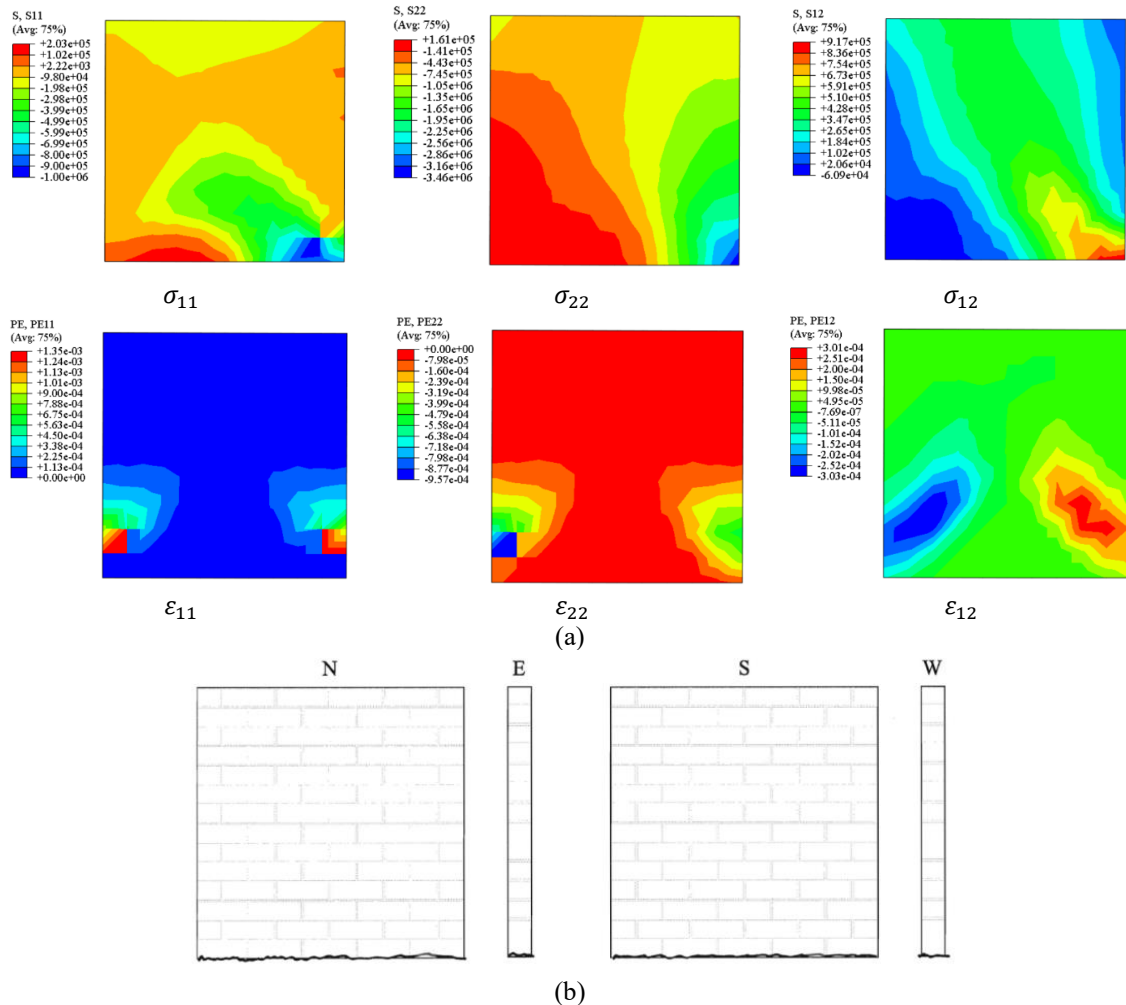 S, S11
(Avg: 75%)
+2.03e+05
+1.02e+05
+2.22e+03
-9.80e+04
-1.98e+05
-2.98e+05
-3.99e+05
-4.99e+05
-5.99e+05
-6.99e+05
-8.00e+05
-9.00e+05
-1.00e+06
S, S22
(Avg: 75%)
+1.61e+05
-1.41e+05
-4.43e+05
-7.45e+05
-1.05e+06
-1.35e+06
-1.65e+06
-1.95e+06
-2.25e+06
-2.56e+06
-2.86e+06
-3.16e+06
-3.46e+06
S, S12
(Avg: 75%)
+9.17e+05
+8.36e+05
+7.54e+05
+6.73e+05
+5.91e+05
+5.10e+05
+4.28e+05
+3.47e+05
+2.65e+05
+1.84e+05
+1.02e+05
+2.06e+04
-6.09e+04
σ11
σ22
σ12
PE, PE11
(Avg: 75%)
+1.35e-03
+1.24e-03
+1.13e-03
+1.01e-03
+9.00e-04
+7.88e-04
+6.75e-04
+5.63e-04
+4.50e-04
+3.38e-04
+2.25e-04
+1.13e-04
+0.00e+00
PE, PE22
(Avg: 75%)
+0.00e+00
-7.98e-05
-1.60e-04
-2.39e-04
-3.19e-04
-3.99e-04
-4.79e-04
-5.58e-04
-6.38e-04
-7.18e-04
-7.98e-04
-8.77e-04
-9.57e-04
PE, PE12
(Avg: 75%)
+3.01e-04
+2.51e-04
+2.00e-04
+1.50e-04
+9.98e-05
+4.95e-05
-7.69e-07
-5.11e-05
-1.01e-04
-1.52e-04
-2.02e-04
-2.52e-04
-3.03e-04
ε11
ε22
ε12
(a)
N
E
S
W
(b)